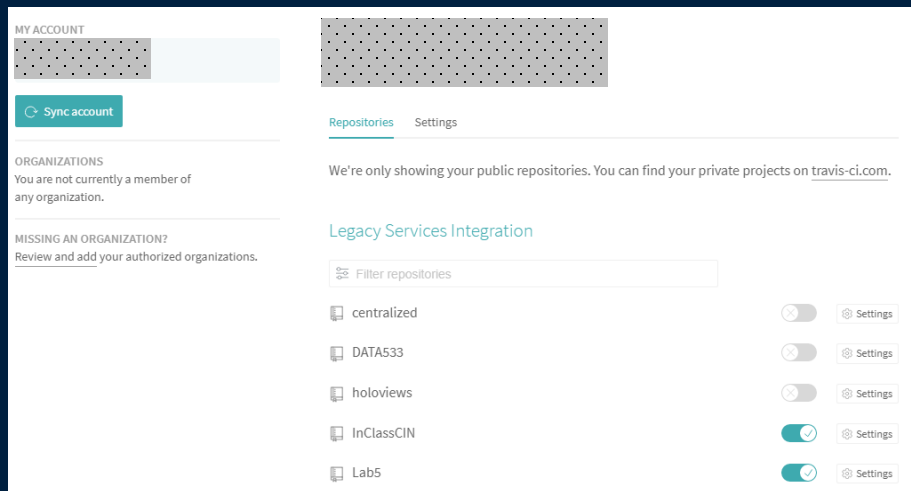 MY ACCOUNT
Sync account
ORGANIZATIONS
You are not currently a member of
any organization.
MISSING AN ORGANIZATION?
Review and add your authorized organizations.
Repositories Settings
We're only showing your public repositories. You can find your private projects on travis-ci.com.
Legacy Services Integration
Filter repositories
centralized Settings
DATA533 Settings
holoviews Settings
InClassCIN Settings
Lab5 Settings